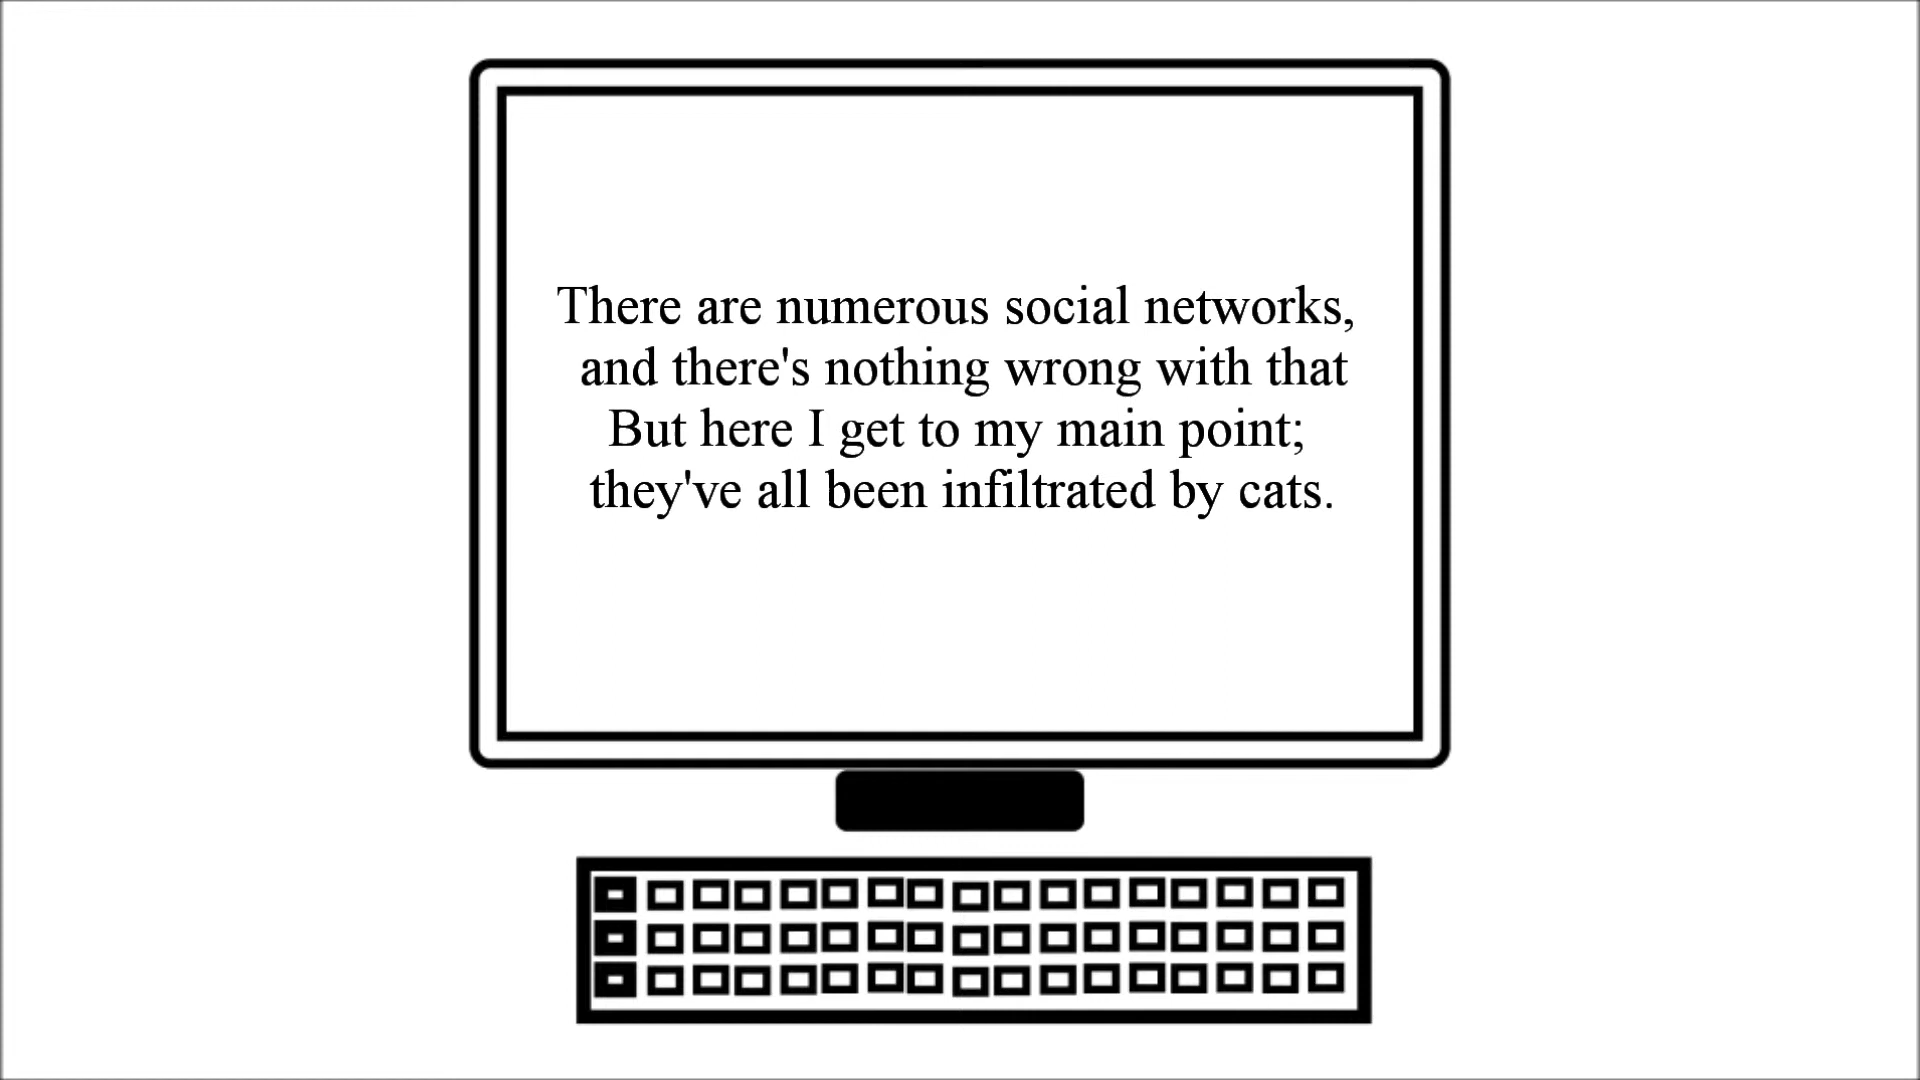 There are numerous social networks,
and there's nothing wrong with that
But here I get to my main point;
they've all been infiltrated by cats.